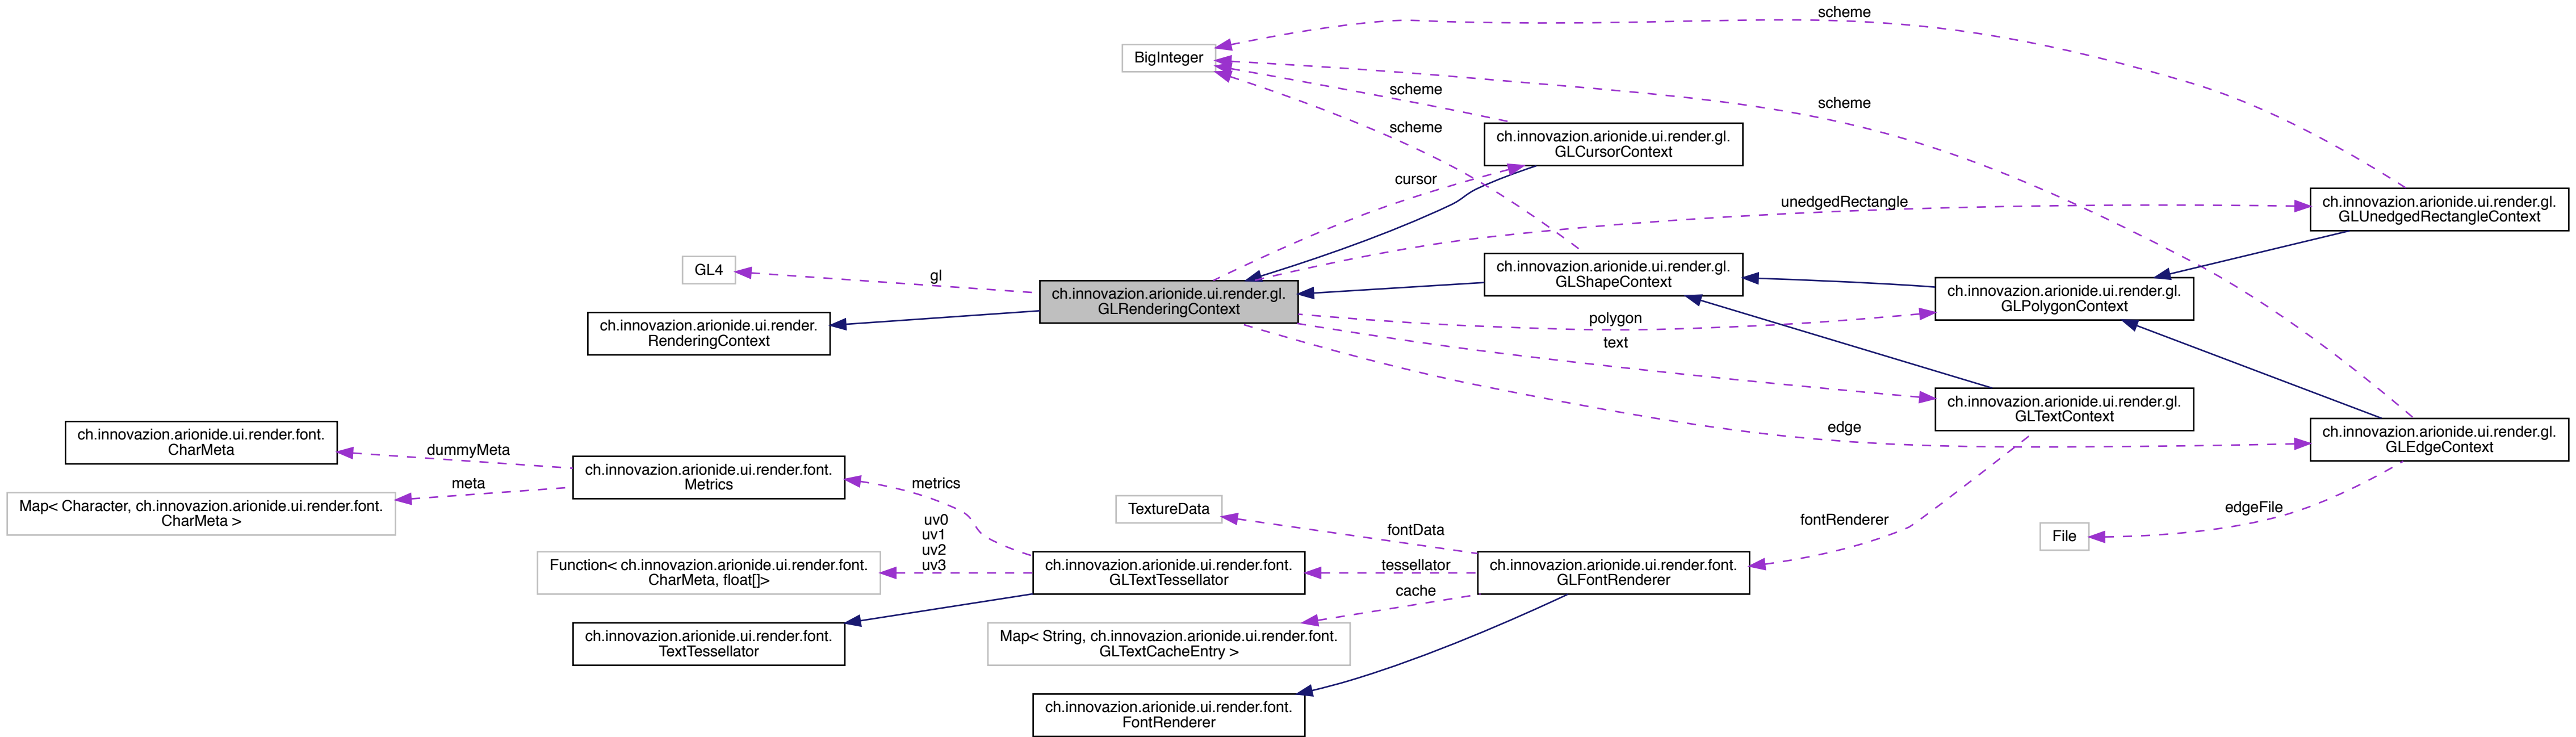 scheme
BigInteger
scheme
scheme
scheme
ch.innovazion.arionide.ui.render.gl.
GLCursorContext
cursor
unedgedRectangle
ch.innovazion.arionide.ui.render.gl.
GLUnedgedRectangleContext
GL4
gl
ch.innovazion.arionide.ui.render.gl.
GLRenderingContext
ch.innovazion.arionide.ui.render.gl.
GLShapeContext
ch.innovazion.arionide.ui.render.gl.
GLPolygonContext
ch.innovazion.arionide.ui.render.
RenderingContext
polygon
text
ch.innovazion.arionide.ui.render.gl.
GLTextContext
edge
ch.innovazion.arionide.ui.render.gl.
GLEdgeContext
ch.innovazion.arionide.ui.render.font.
CharMeta
dummyMeta
meta
ch.innovazion.arionide.ui.render.font.
Metrics
Map< Character, ch.innovazion.arionide.ui.render.font.
CharMeta >
metrics
TextureData
fontData
fontRenderer
edgeFile
File
uv0
uv1
uv2
uv3
Function< ch.innovazion.arionide.ui.render.font.
CharMeta, float[]>
ch.innovazion.arionide.ui.render.font.
GLTextTessellator
tessellator
cache
ch.innovazion.arionide.ui.render.font.
GLFontRenderer
ch.innovazion.arionide.ui.render.font.
TextTessellator
Map< String, ch.innovazion.arionide.ui.render.font.
GLTextCacheEntry >
ch.innovazion.arionide.ui.render.font.
FontRenderer